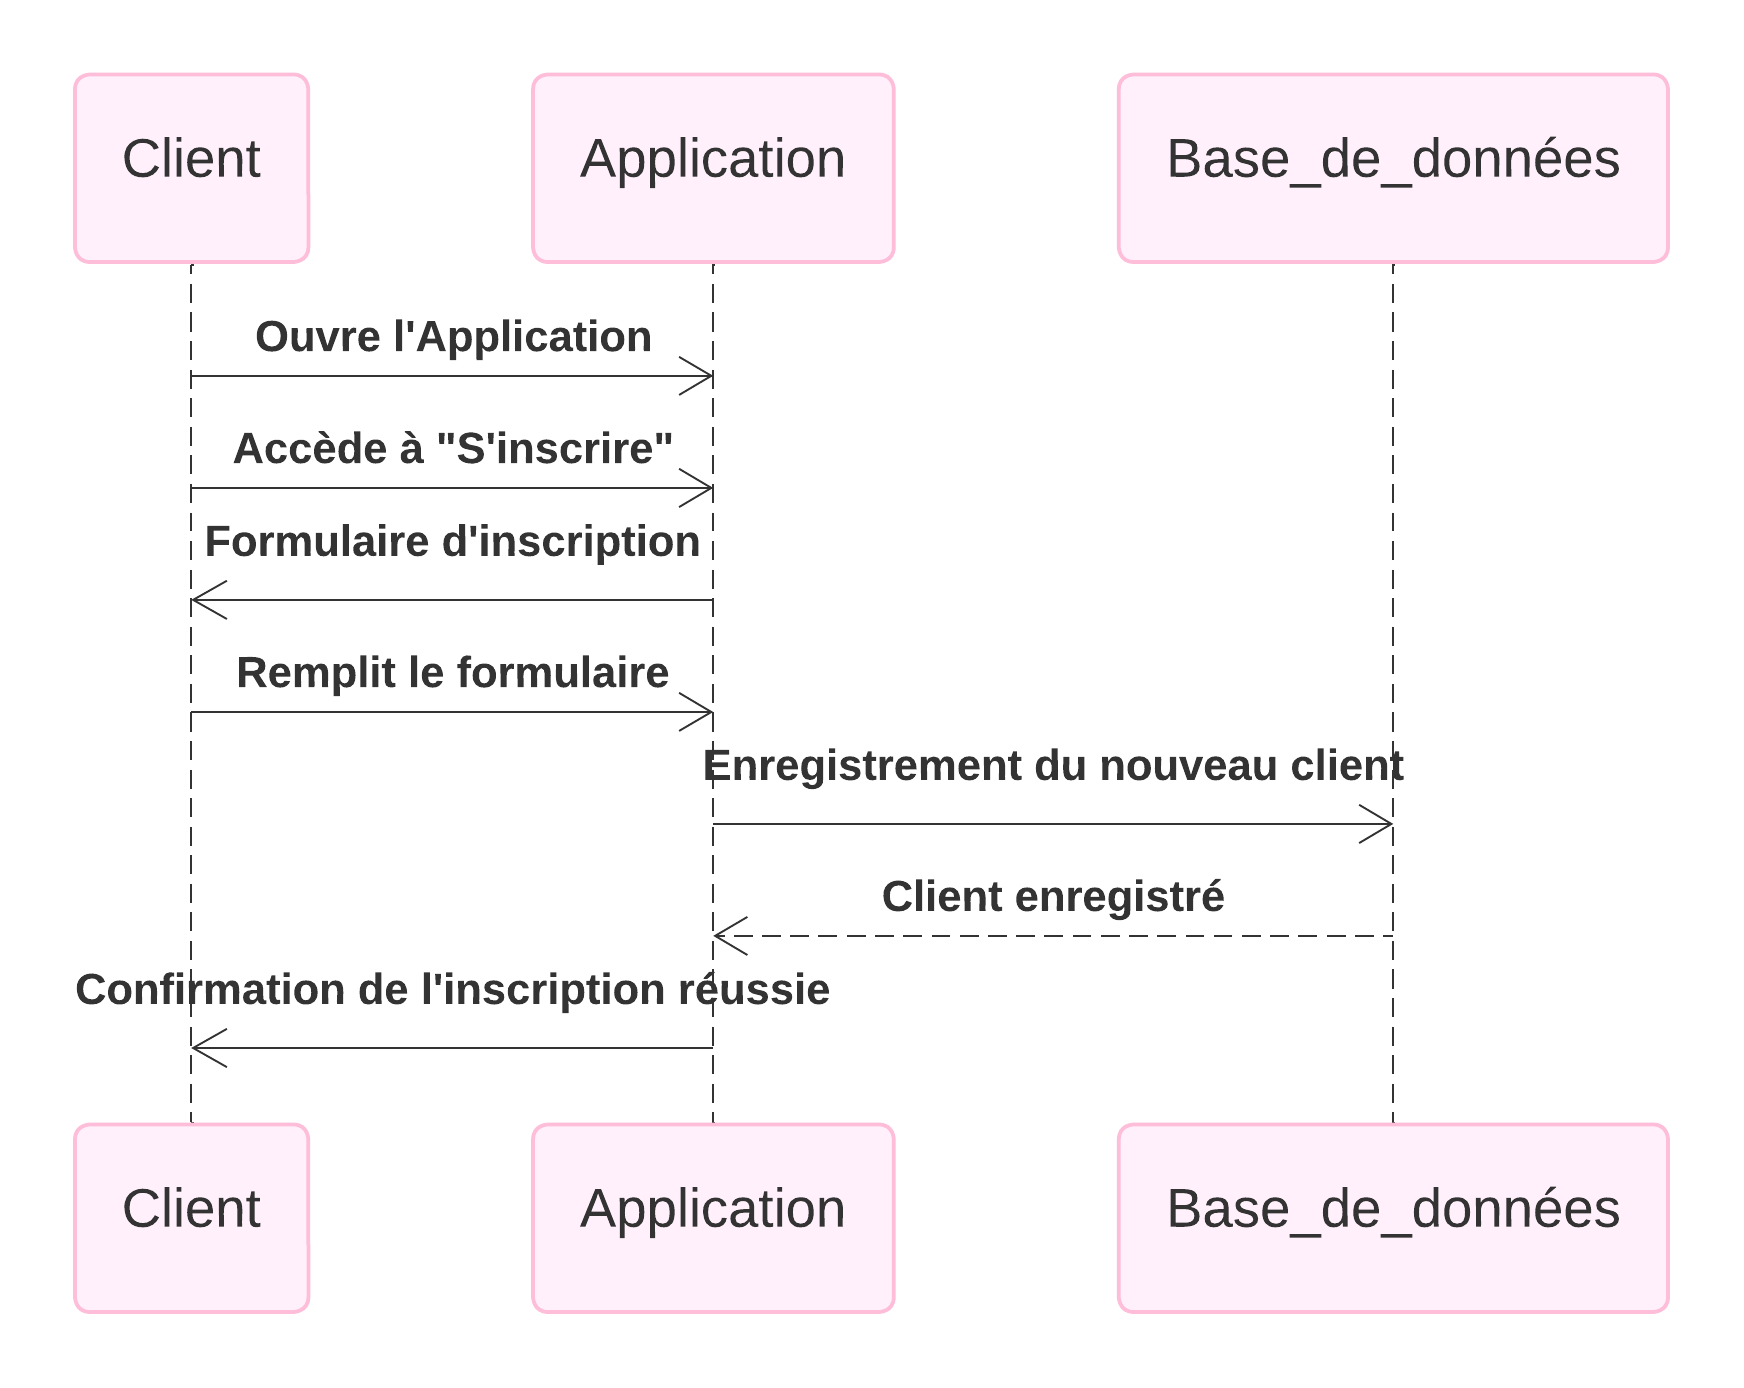 Client
Application
Base_de_données
Ouvre l'Application
Accède à "S'inscrire"
Formulaire d'inscription
Remplit le formulaire
Enregistrement du nouveau client
Client enregistré
Confirmation de l'inscription réussie
Client
Application
Base_de_données